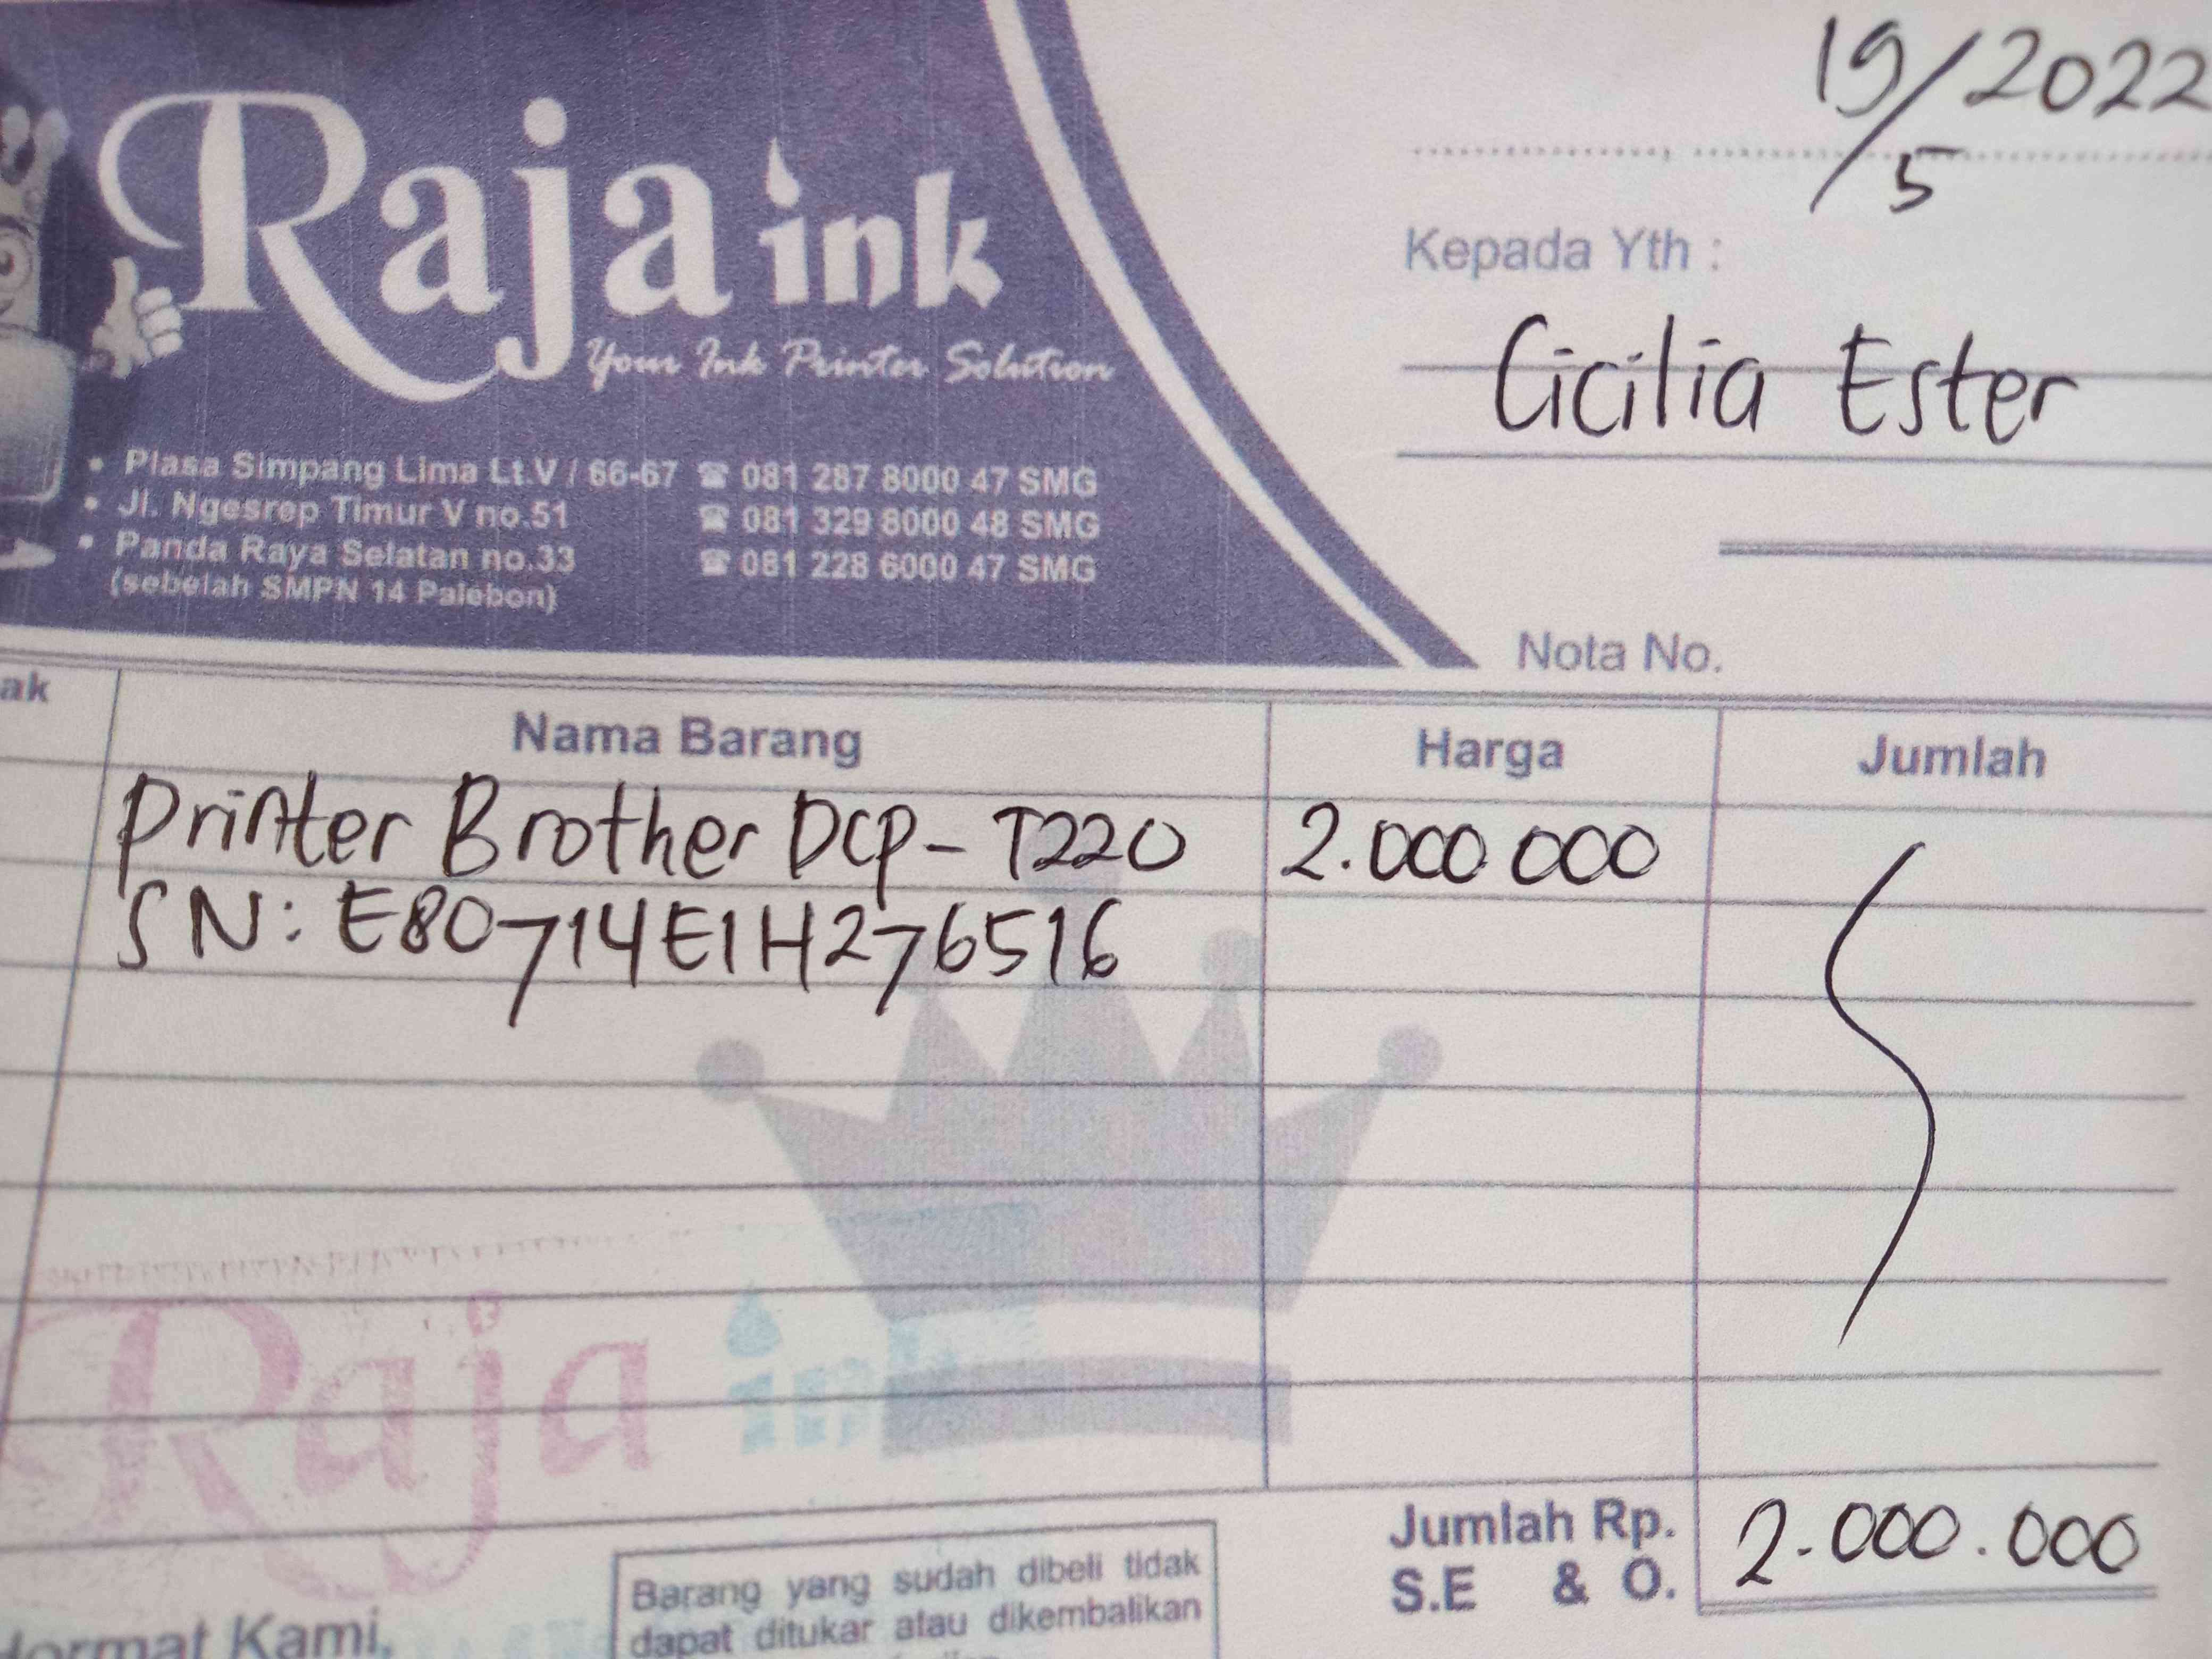 19/5 2022
Raja ink
Your Ink Printer Solution
• Plasa Simpang Lima Lt.V / 66-67 ☎ 081 287 8000 47 SMG
• Jl. Ngesrep Timur V no.51 ☎ 081 329 8000 48 SMG
• Panda Raya Selatan no.33 ☎ 081 228 6000 47 SMG
(sebelah SMPN 14 Palebon)
Kepada Yth :
Cicilia Ester
Nota No.
ak Nama Barang Harga Jumlah
Printer Brother DCP-T220 2.000 000
SN: E80714E1H276516
Raja ink
Jumlah Rp. 2.000.000
S.E & O.
Barang yang sudah dibeli tidak
dapat ditukar atau dikembalikan
Hormat Kami,